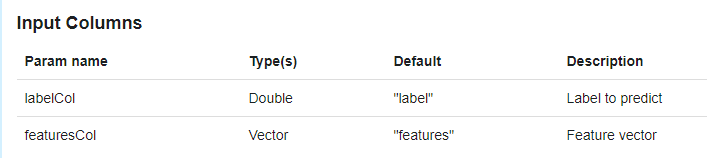 Input Columns
Param name Type(s) Default Description
labelCol Double "label" Label to predict
featuresCol Vector "features" Feature vector